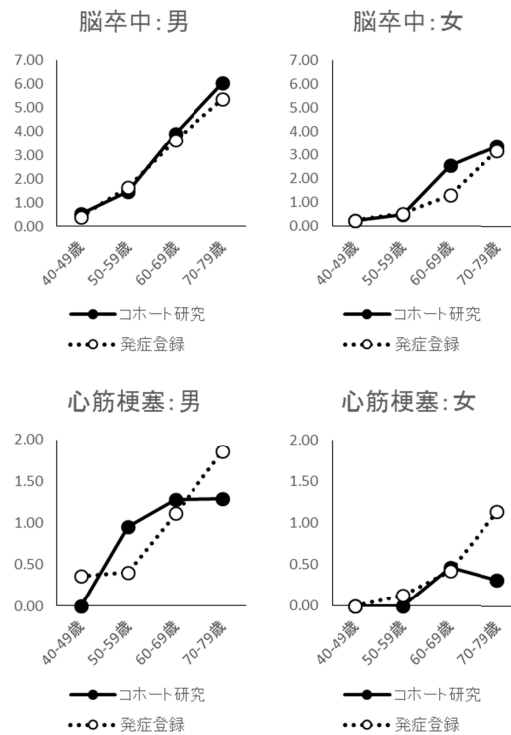 脳卒中：男
7.00
6.00
5.00
4.00
3.00
2.00
1.00
0.00
40-49歳
50-59歳
60-69歳
70-79歳
コホート研究
発症登録
脳卒中：女
7.00
6.00
5.00
4.00
3.00
2.00
1.00
0.00
40-49歳
50-59歳
60-69歳
70-79歳
コホート研究
発症登録
心筋梗塞：男
2.00
1.50
1.00
0.50
0.00
40-49歳
50-59歳
60-69歳
70-79歳
コホート研究
発症登録
心筋梗塞：女
2.00
1.50
1.00
0.50
0.00
40-49歳
50-59歳
60-69歳
70-79歳
コホート研究
発症登録